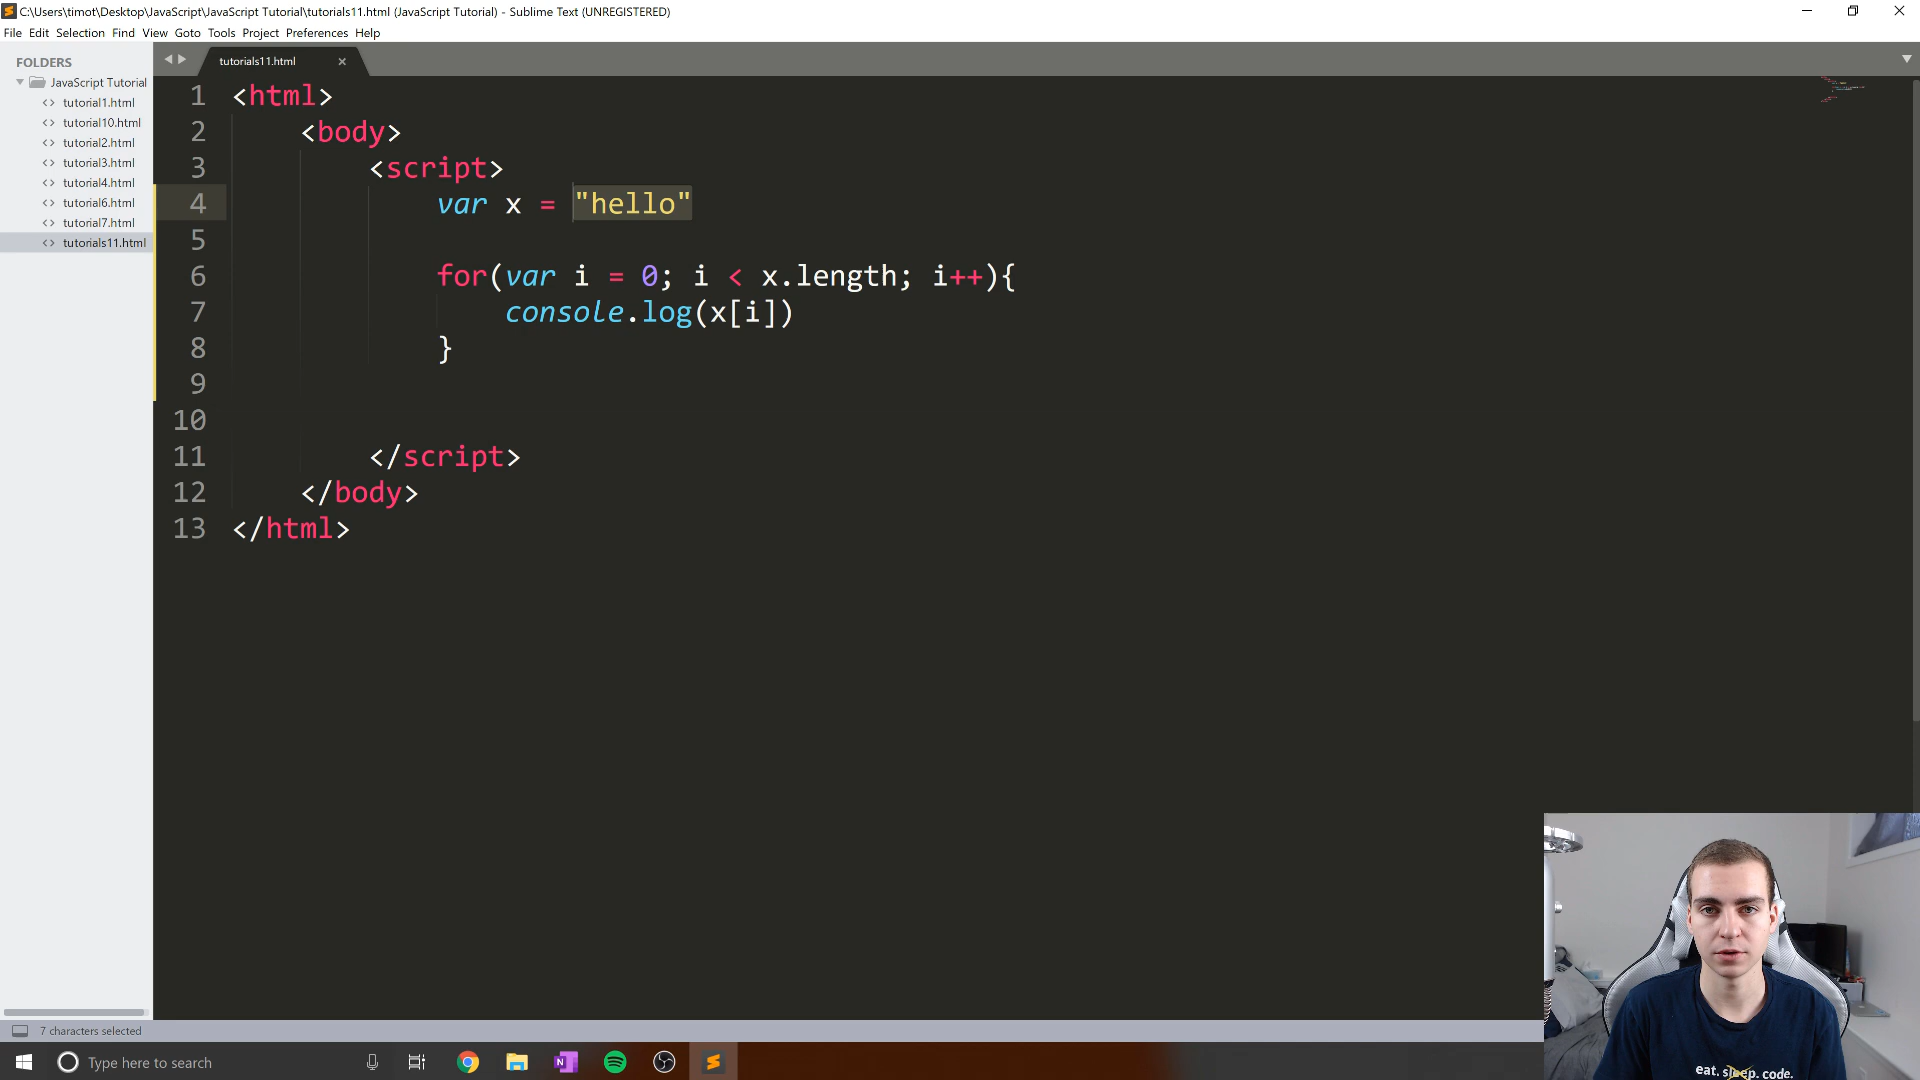 C:\Users\timot\Desktop\JavaScript\JavaScript Tutorial\tutorials11.html (JavaScript Tutorial) - Sublime Text (UNREGISTERED)
File Edit Selection Find View Goto Tools Project Preferences Help
FOLDERS
JavaScript Tutorial
tutorial1.html
tutorial10.html
tutorial2.html
tutorial3.html
tutorial4.html
tutorial6.html
tutorial7.html
tutorials11.html
tutorials11.html
1 <html>
2 <body>
3 <script>
4 var x = "hello"
5
6 for(var i = 0; i < x.length; i++){
7 console.log(x[i])
8 }
9
10
11 </script>
12 </body>
13 </html>
7 characters selected
Type here to search
eat. sleep. code.